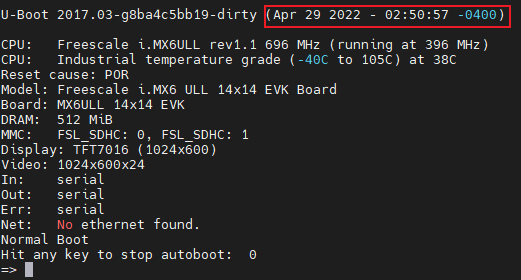 U-Boot 2017.03-g8ba4c5bb19-dirty (Apr 29 2022 - 02:50:57 -0400)
CPU:   Freescale i.MX6ULL rev1.1 696 MHz (running at 396 MHz)
CPU:   Industrial temperature grade (-40C to 105C) at 38C
Reset cause: POR
Model: Freescale i.MX6 ULL 14x14 EVK Board
Board: MX6ULL 14x14 EVK
DRAM:  512 MiB
MMC:   FSL_SDHC: 0, FSL_SDHC: 1
Display: TFT7016 (1024x600)
Video: 1024x600x24
In:    serial
Out:   serial
Err:   serial
Net:   No ethernet found.
Normal Boot
Hit any key to stop autoboot:  0
=>